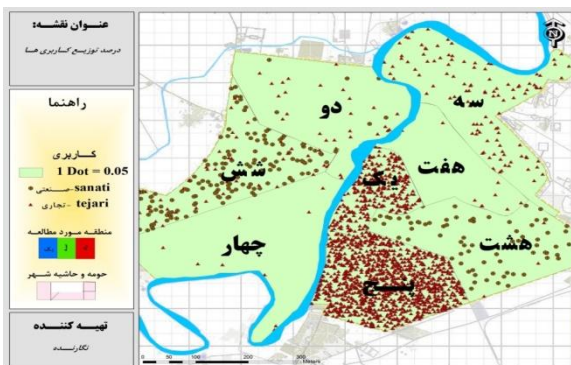 عنوان نقشه:
درصد توزیع کاربری ها
راهنما
کاربری
1 Dot = 0.05
صنعتی-sanati
تجاری-tejari
منطقه مورد مطالعه
حومه و حاشیه شهر
تهیه کننده
نگارنده
سه
دو
هفت
یک
شش
هشت
چهار
پنج
0 50 100 200 300